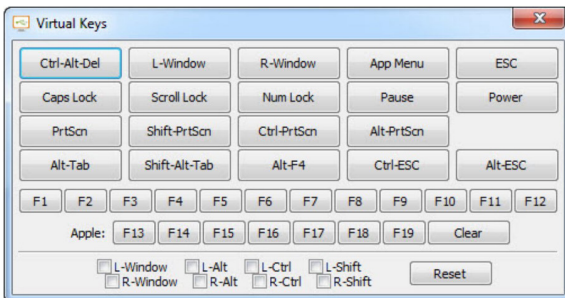 Virtual Keys
Ctrl-Alt-Del L-Window R-Window App Menu ESC
Caps Lock Scroll Lock Num Lock Pause Power
PrtScn Shift-PrtScn Ctrl-PrtScn Alt-PrtScn
Alt-Tab Shift-Alt-Tab Alt-F4 Ctrl-ESC Alt-ESC
F1 F2 F3 F4 F5 F6 F7 F8 F9 F10 F11 F12
Apple: F13 F14 F15 F16 F17 F18 F19 Clear
L-Window L-Alt L-Ctrl L-Shift
R-Window R-Alt R-Ctrl R-Shift Reset